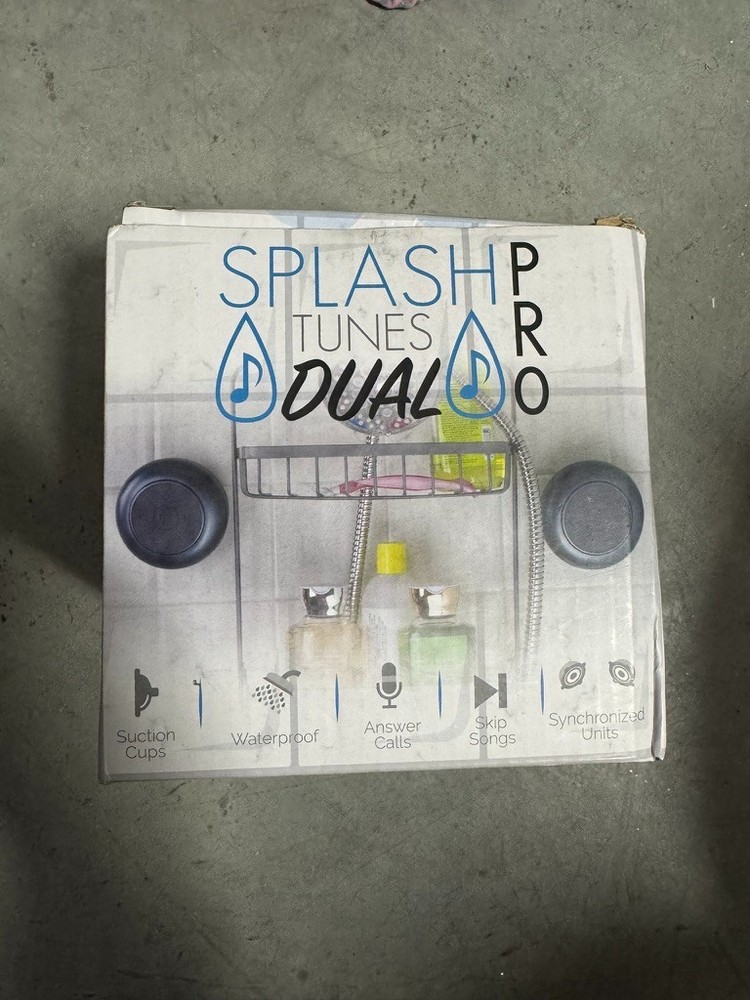 SPLASH
TUNES
DUAL
PRO
Suction
Cups
Waterproof
Answer
Calls
Skip
Songs
Synchronized
Units